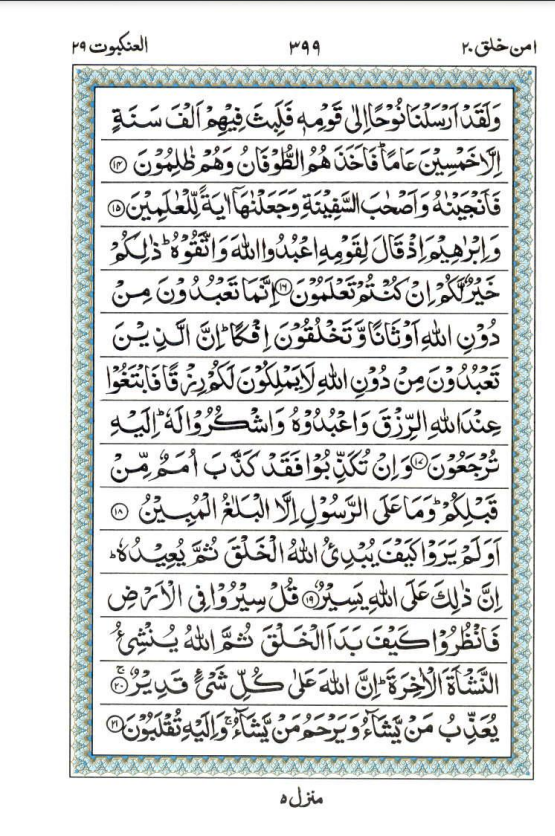 امن خلق ۲۰ ۳۹۹ العنکبوت ۲۹
وَلَقَدۡ اَرۡسَلۡنَا نُوۡحًا اِلٰى قَوۡمِهٖ فَلَبِثَ فِيۡهِمۡ اَلۡفَ سَنَةٍ
اِلَّا خَمۡسِيۡنَ عَامًا ؕ فَاَخَذَهُمُ الطُّوۡفَانُ وَهُمۡ ظٰلِمُوۡنَ ﴿۱۴﴾
فَاَنۡجَيۡنٰهُ وَاَصۡحٰبَ السَّفِيۡنَةِ وَجَعَلۡنٰهَاۤ اٰيَةً لِّلۡعٰلَمِيۡنَ ﴿۱۵﴾
وَاِبۡرٰهِيۡمَ اِذۡ قَالَ لِقَوۡمِهِ اعۡبُدُوا اللّٰهَ وَاتَّقُوۡهُ ؕ ذٰلِكُمۡ
خَيۡرٌ لَّكُمۡ اِنۡ كُنۡتُمۡ تَعۡلَمُوۡنَ ﴿۱۶﴾ اِنَّمَا تَعۡبُدُوۡنَ مِنۡ
دُوۡنِ اللّٰهِ اَوۡثَانًا وَّتَخۡلُقُوۡنَ اِفۡكًا ؕ اِنَّ الَّذِيۡنَ
تَعۡبُدُوۡنَ مِنۡ دُوۡنِ اللّٰهِ لَا يَمۡلِكُوۡنَ لَكُمۡ رِزۡقًا فَابۡتَغُوۡا
عِنۡدَ اللّٰهِ الرِّزۡقَ وَاعۡبُدُوۡهُ وَاشۡكُرُوۡا لَهٗ ؕ اِلَيۡهِ
تُرۡجَعُوۡنَ ﴿۱۷﴾ وَاِنۡ تُكَذِّبُوۡا فَقَدۡ كَذَّبَ اُمَمٌ مِّنۡ
قَبۡلِكُمۡ ؕ وَمَا عَلَى الرَّسُوۡلِ اِلَّا الۡبَلٰغُ الۡمُبِيۡنُ ﴿۱۸﴾
اَوَلَمۡ يَرَوۡا كَيۡفَ يُبۡدِئُ اللّٰهُ الۡخَلۡقَ ثُمَّ يُعِيۡدُهٗ ؕ
اِنَّ ذٰلِكَ عَلَى اللّٰهِ يَسِيۡرٌ ﴿۱۹﴾ قُلۡ سِيۡرُوۡا فِى الۡاَرۡضِ
فَانۡظُرُوۡا كَيۡفَ بَدَاَ الۡخَلۡقَ ثُمَّ اللّٰهُ يُنۡشِئُ
النَّشۡاَةَ الۡاٰخِرَةَ ؕ اِنَّ اللّٰهَ عَلٰى كُلِّ شَىۡءٍ قَدِيۡرٌ ۚ ﴿۲۰﴾
يُعَذِّبُ مَنۡ يَّشَآءُ وَيَرۡحَمُ مَنۡ يَّشَآءُ ۚ وَاِلَيۡهِ تُقۡلَبُوۡنَ ﴿۲۱﴾
منزل ۵